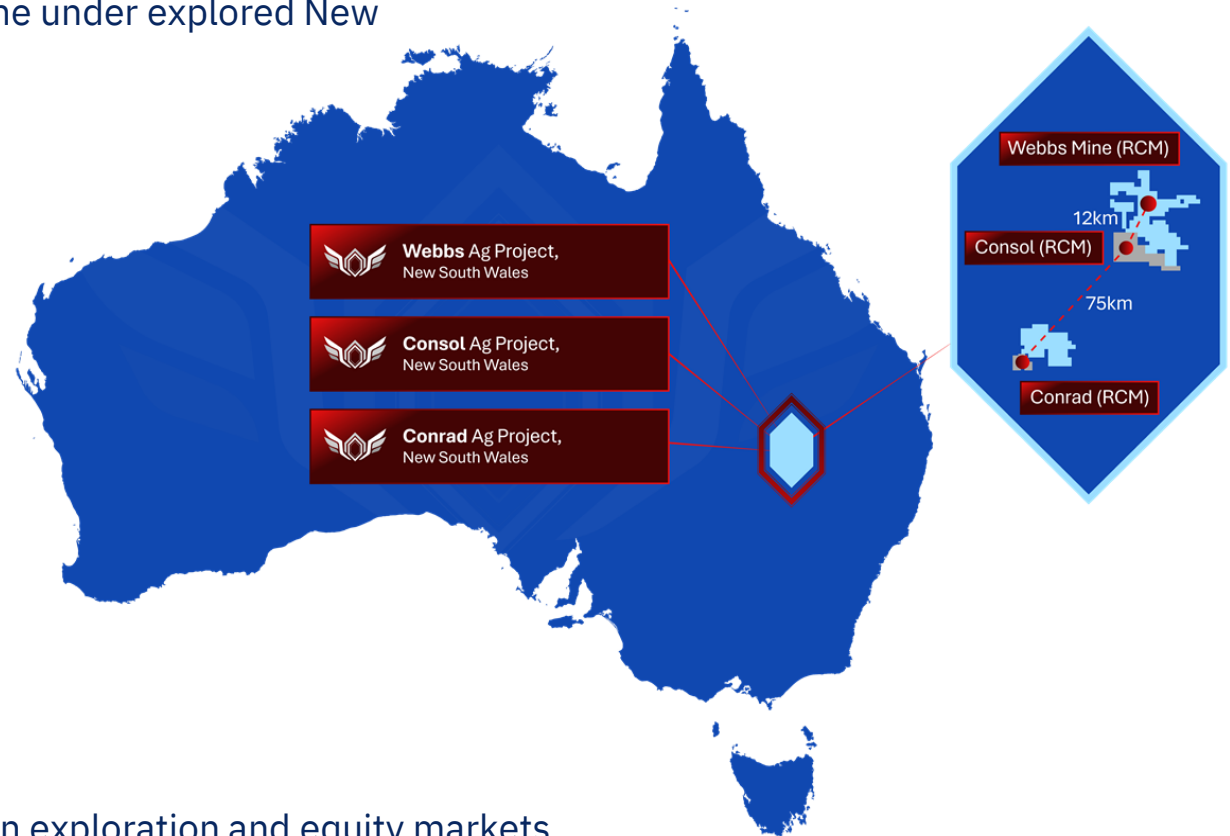 ne under explored New
Webbs Ag Project,
New South Wales
Consol Ag Project,
New South Wales
Conrad Ag Project,
New South Wales
Webbs Mine (RCM)
12km
Consol (RCM)
75km
Conrad (RCM)
n exploration and equity markets